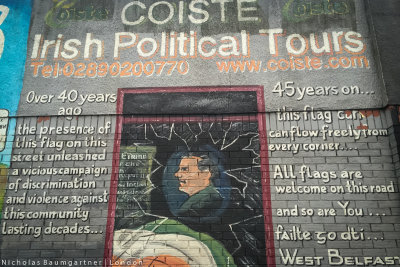 COISTE
Coiste
Coiste
Irish Political Tours
Tel-02890200770
www.coiste.com
Over 40 years
ago
the presence of
this flag on this
street unleashed
a vicious campaign
of discrimination
and violence against
this community
lasting decades...
45 years on...
this flag
can flow freely from
every corner...
All flags are
welcome on this road
and so are You ....
failte go dti...
WEST BELFAST
Nicolas Baumgartner | London